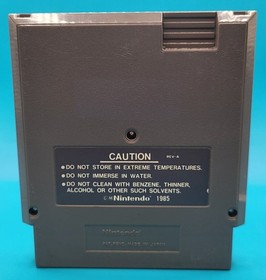 CAUTION REV-A
•DO NOT STORE IN EXTREME TEMPERATURES.
•DO NOT IMMERSE IN WATER.
•DO NOT CLEAN WITH BENZENE, THINNER,
ALCOHOL OR OTHER SUCH SOLVENTS.
©™Nintendo 1985